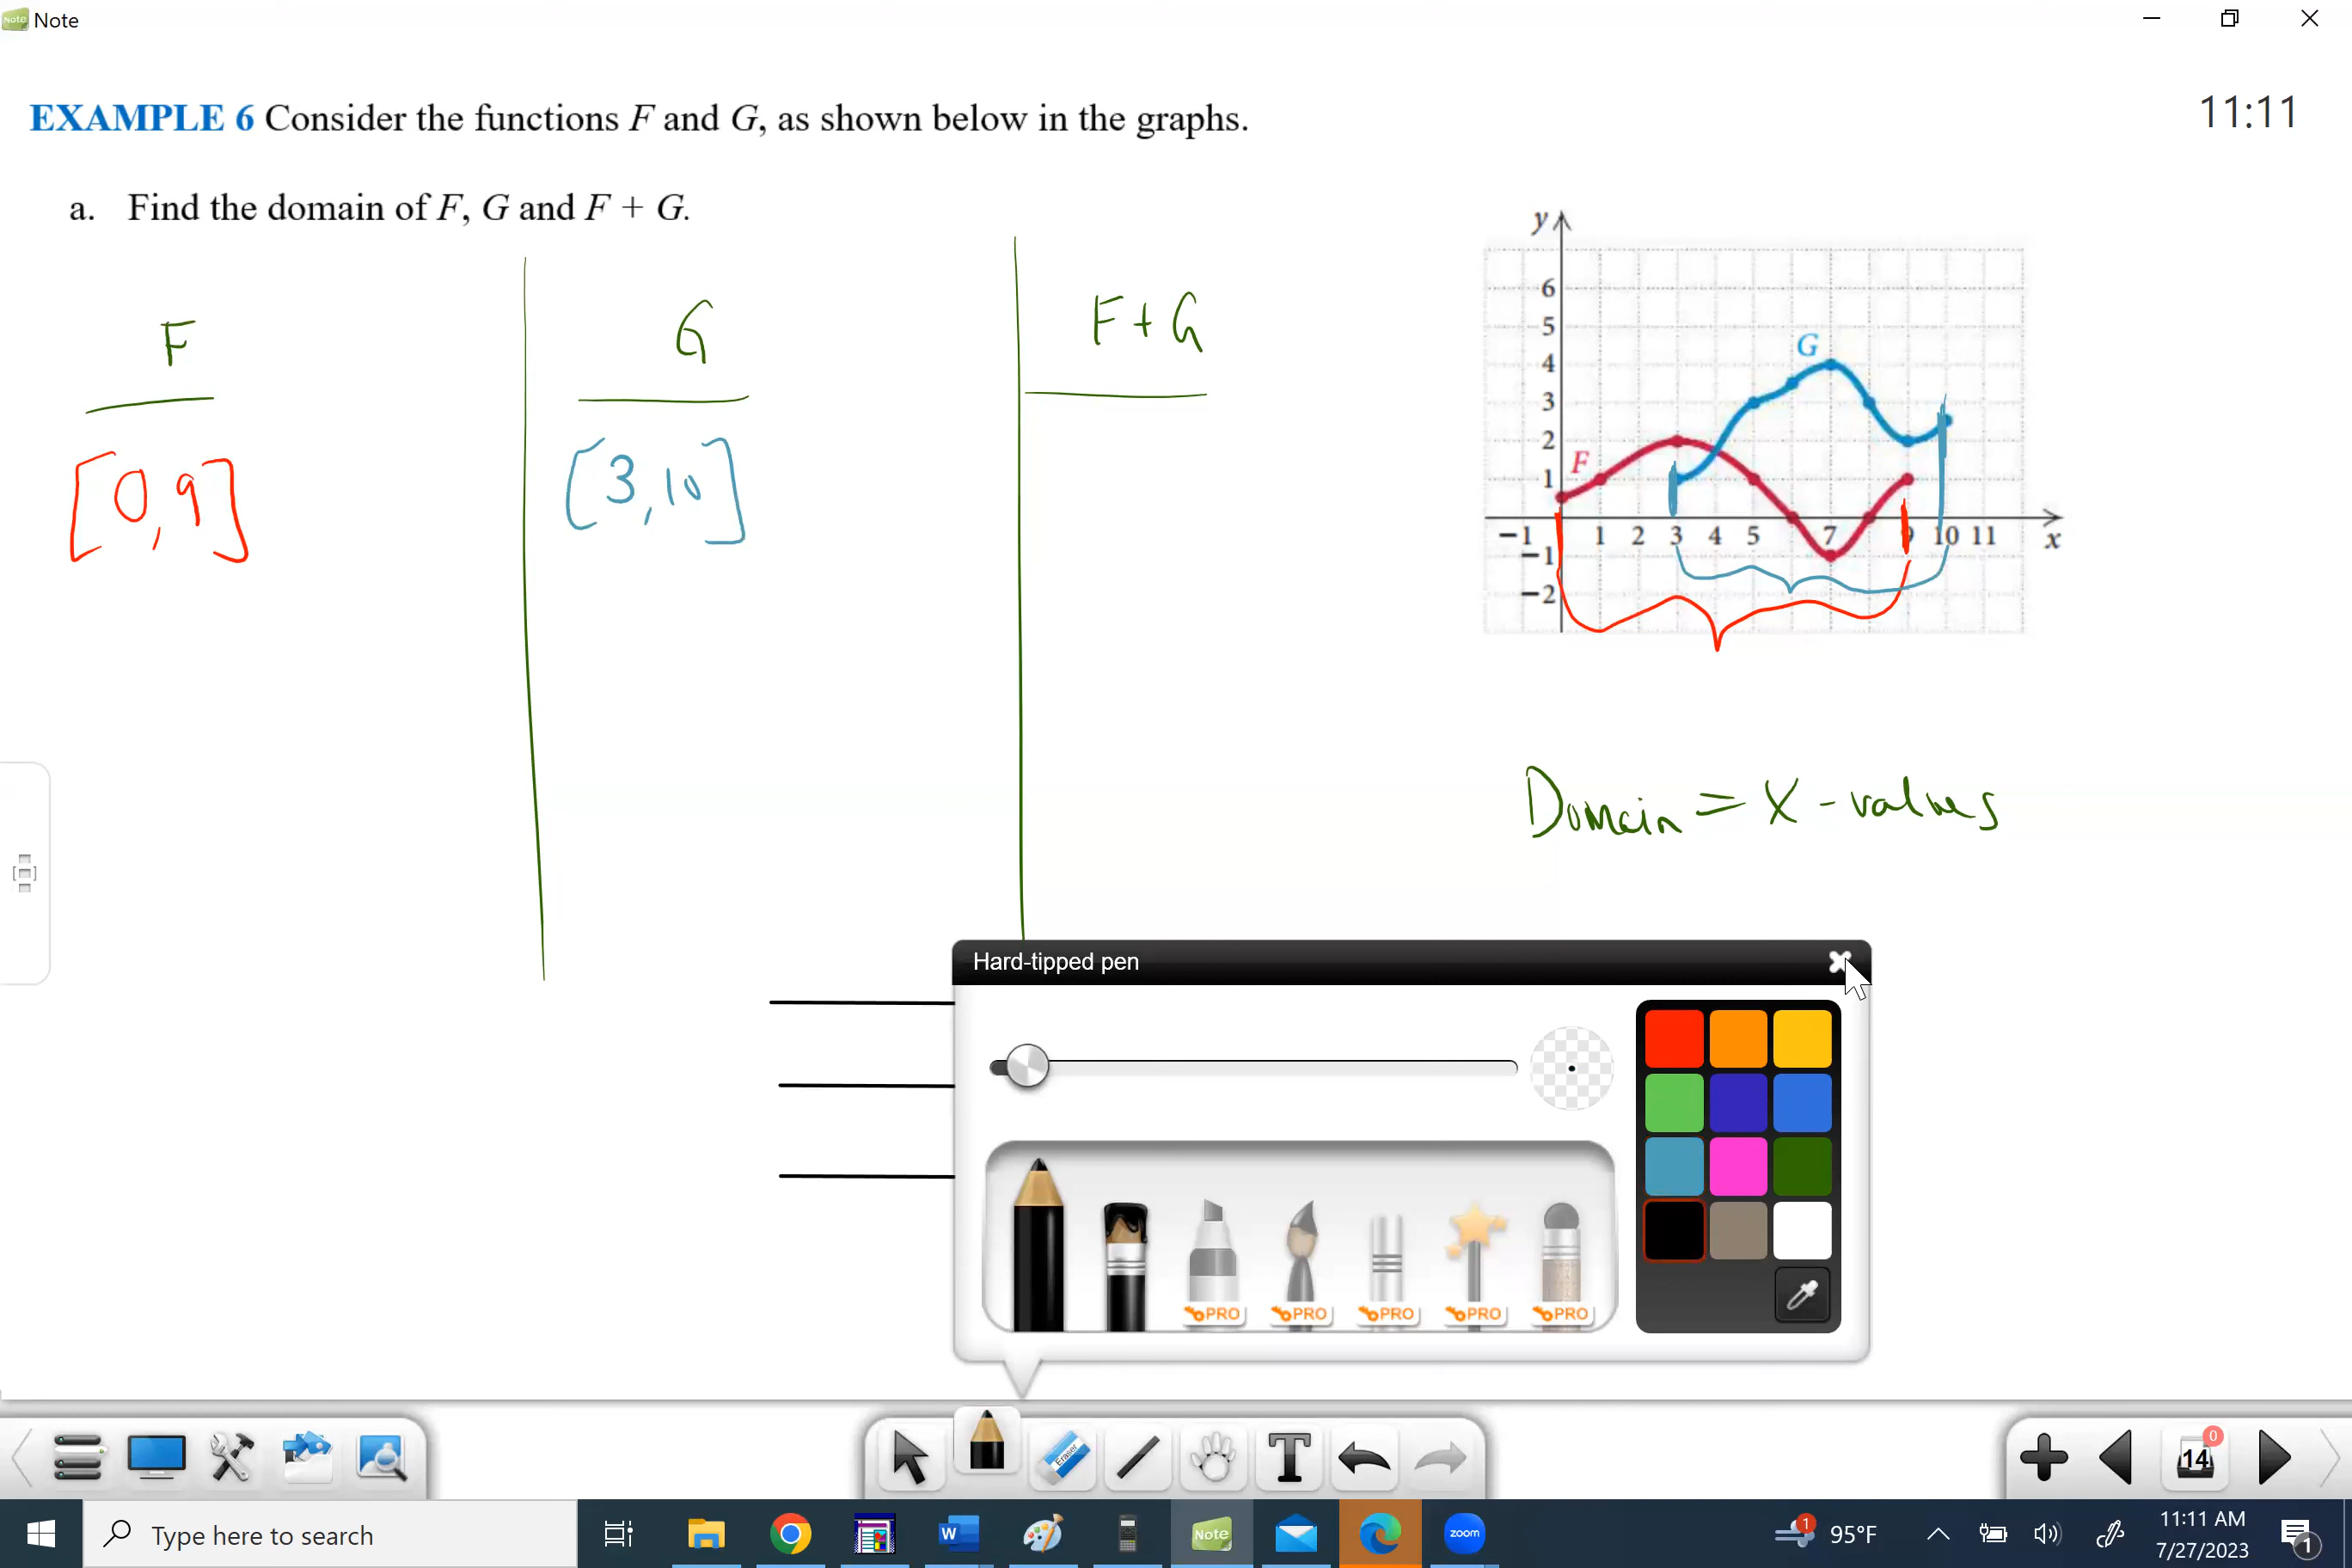 Note
EXAMPLE 6 Consider the functions F and G, as shown below in the graphs.
11:11
a. Find the domain of F, G and F + G.
F
G
F + G
[0, 9]
[3, 10]
y
6
5
4
3
2
1
−1
−2
G
F
−1 1 2 3 4 5 7 9 10 11
x
Domain = X - values
Hard-tipped pen
PRO PRO PRO PRO PRO
Eraser
T
14
0
Type here to search
W
Note
zoom
1
95°F
11:11 AM
7/27/2023
1